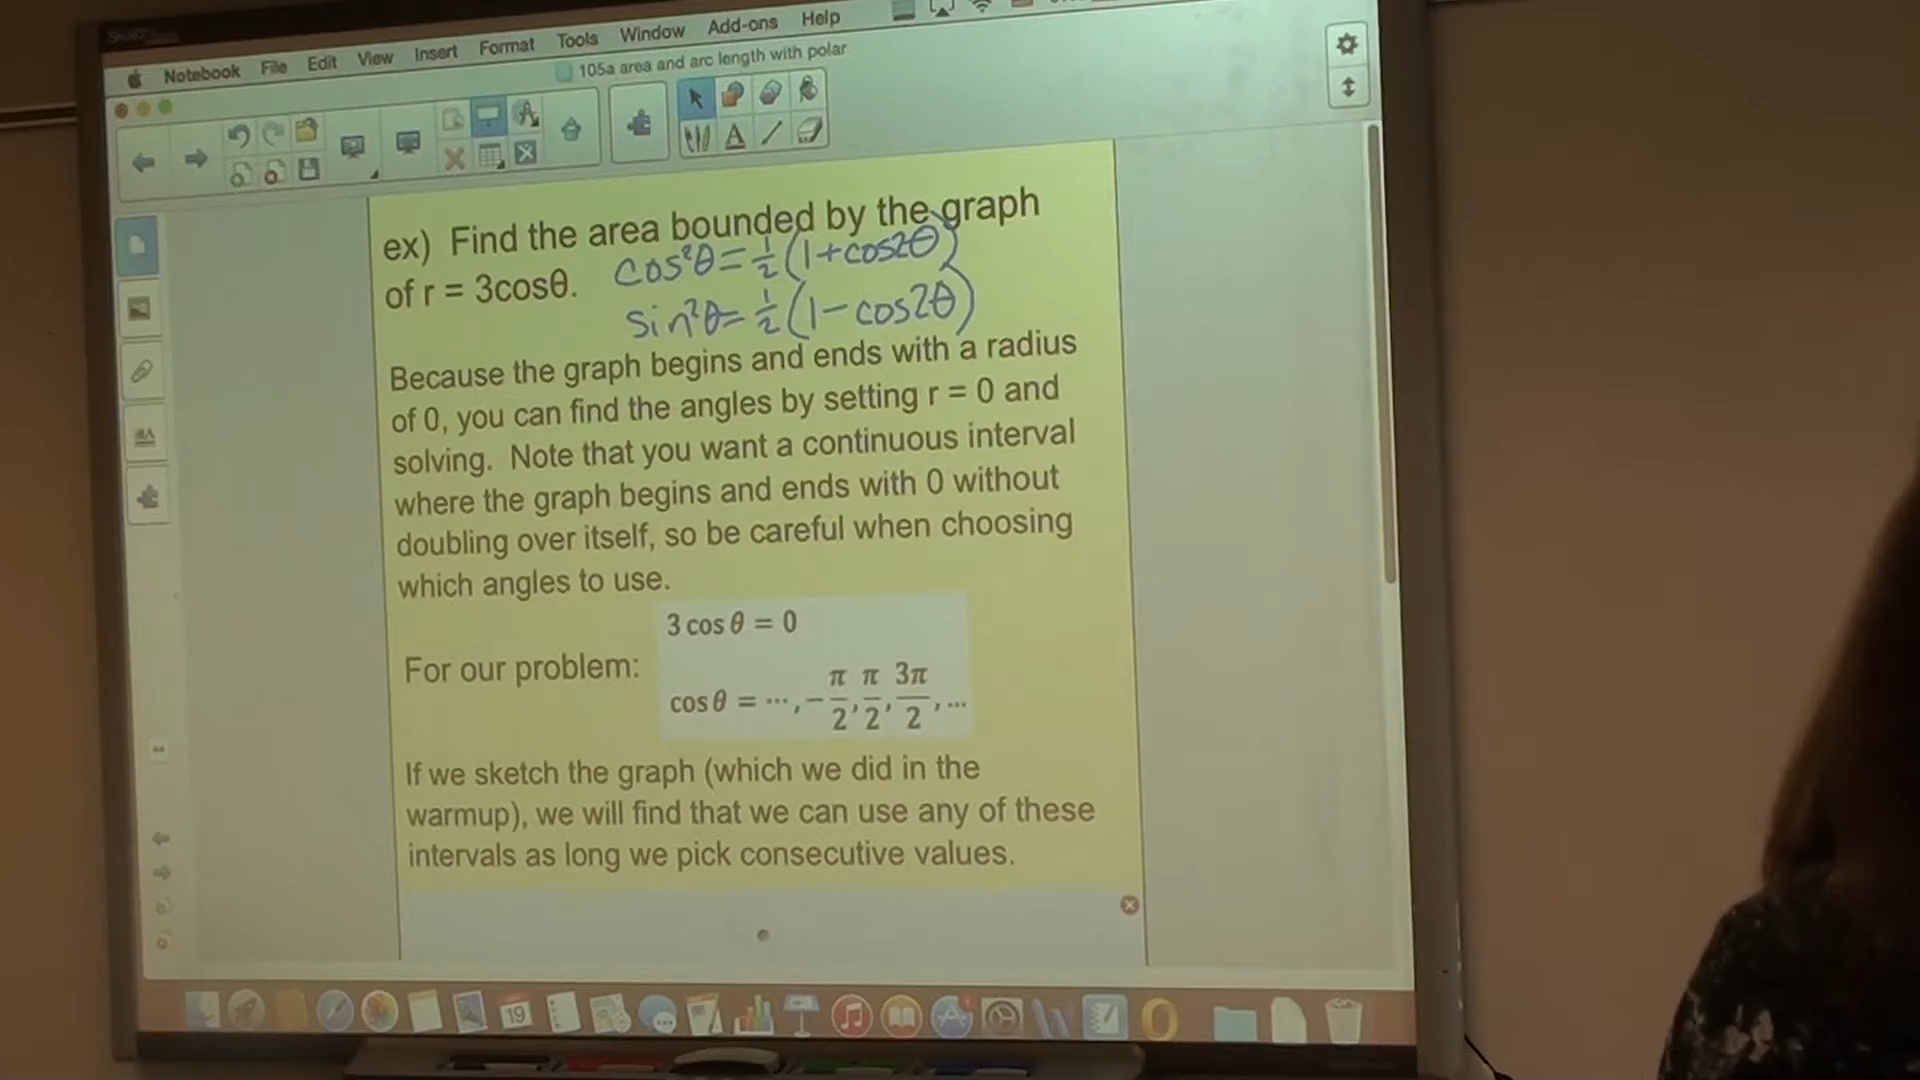 SMART
Notebook File Edit View Insert Format Tools Window Add-ons Help
105a area and arc length with polar
ex) Find the area bounded by the graph
of r = 3cosθ.
cos²θ = 1/2 (1+cos2θ)
sin²θ = 1/2 (1 - cos2θ)
Because the graph begins and ends with a radius
of 0, you can find the angles by setting r = 0 and
solving. Note that you want a continuous interval
where the graph begins and ends with 0 without
doubling over itself, so be careful when choosing
which angles to use.
3 cos θ = 0
For our problem:
cos θ = ⋯, −π/2, π/2, 3π/2, …
If we sketch the graph (which we did in the
warmup), we will find that we can use any of these
intervals as long we pick consecutive values.
19